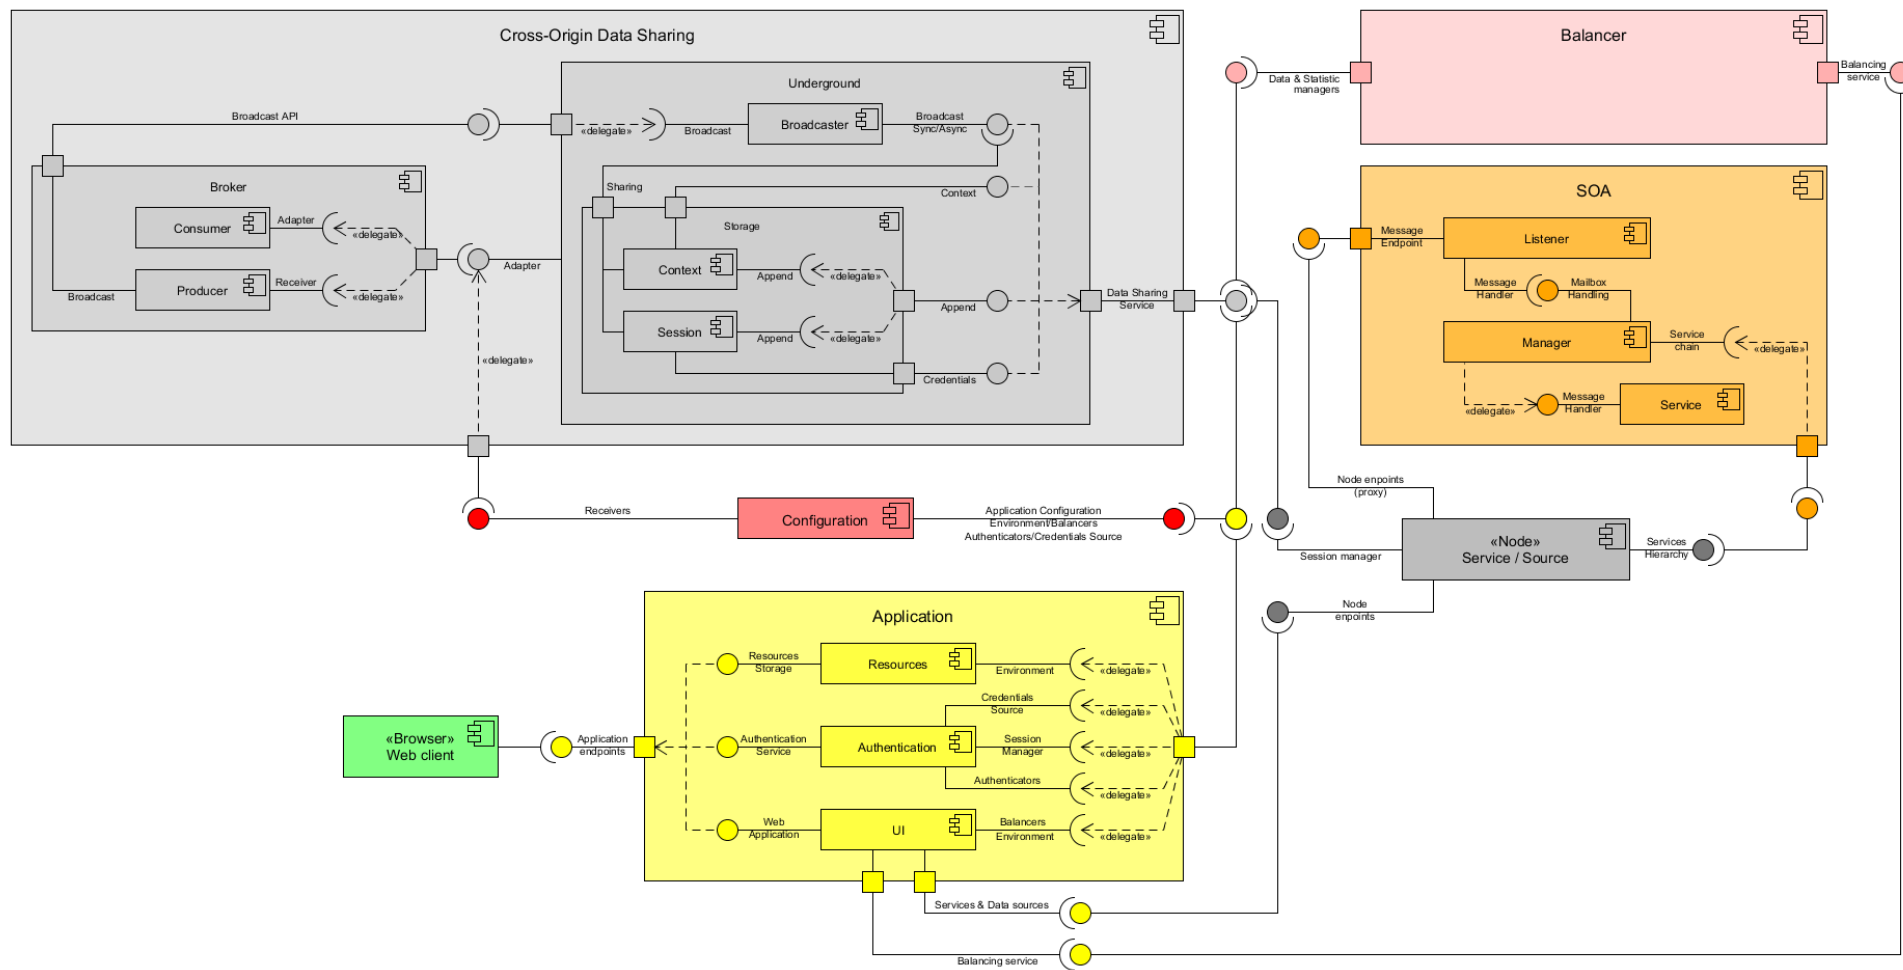 Cross-Origin Data Sharing
Underground
Broadcast API
«delegate»
Broadcast
Broadcaster
Broadcast
Sync/Async
Broker
Consumer
Adapter
«delegate»
Producer
Receiver
«delegate»
Broadcast
Adapter
«delegate»
Sharing
Context
Storage
Context
Append
«delegate»
Session
Append
«delegate»
Append
Credentials
Data Sharing
Service
Balancer
Data & Statistic
managers
Balancing
service
SOA
Message
Endpoint
Listener
Message
Handler
Mailbox
Handling
Manager
Service
chain
«delegate»
«delegate»
Message
Handler
Service
Receivers
Configuration
Application Configuration
Environment/Balancers
Authenticators/Credentials Source
Node enpoints
(proxy)
Session manager
«Node»
Service / Source
Services
Hierarchy
Node
enpoints
Application
Resources
Storage
Resources
Environment
«delegate»
Credentials
Source
«delegate»
Authentication
Service
Authentication
Session
Manager
«delegate»
Authenticators
«delegate»
Web
Application
UI
Balancers
Environment
«delegate»
«Browser»
Web client
Application
endpoints
Services & Data sources
Balancing service